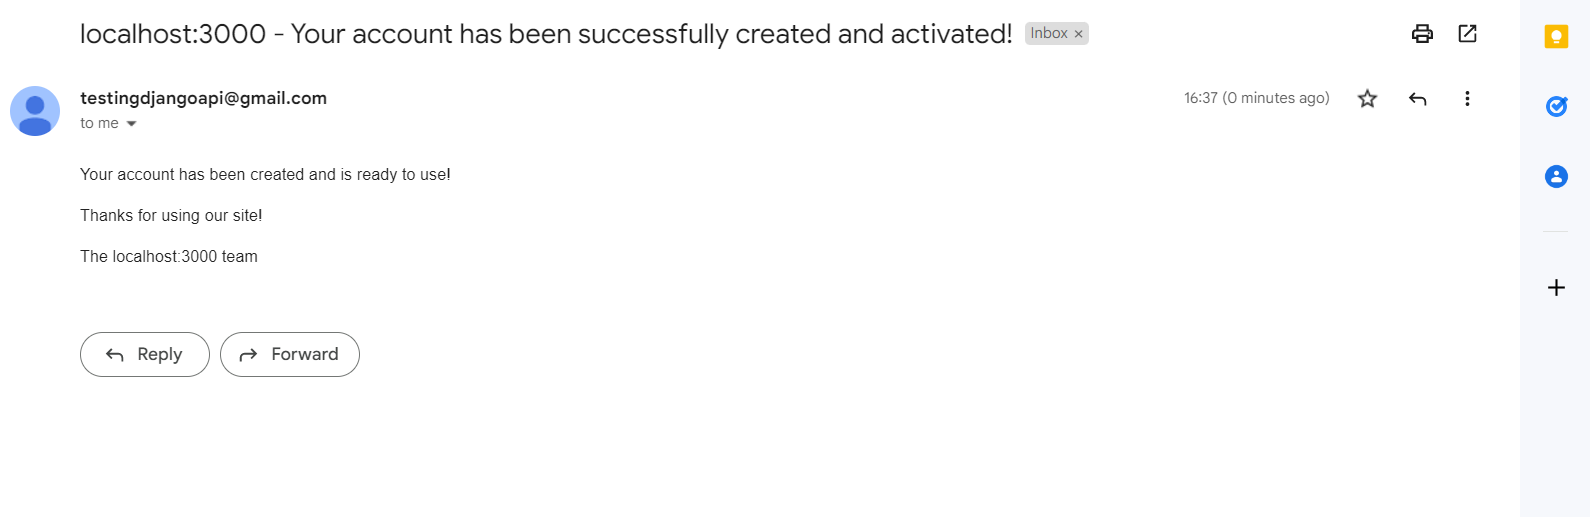 localhost:3000 - Your account has been successfully created and activated! Inbox ×
testingdjangoapi@gmail.com 16:37 (0 minutes ago)
to me
Your account has been created and is ready to use!
Thanks for using our site!
The localhost:3000 team
Reply Forward